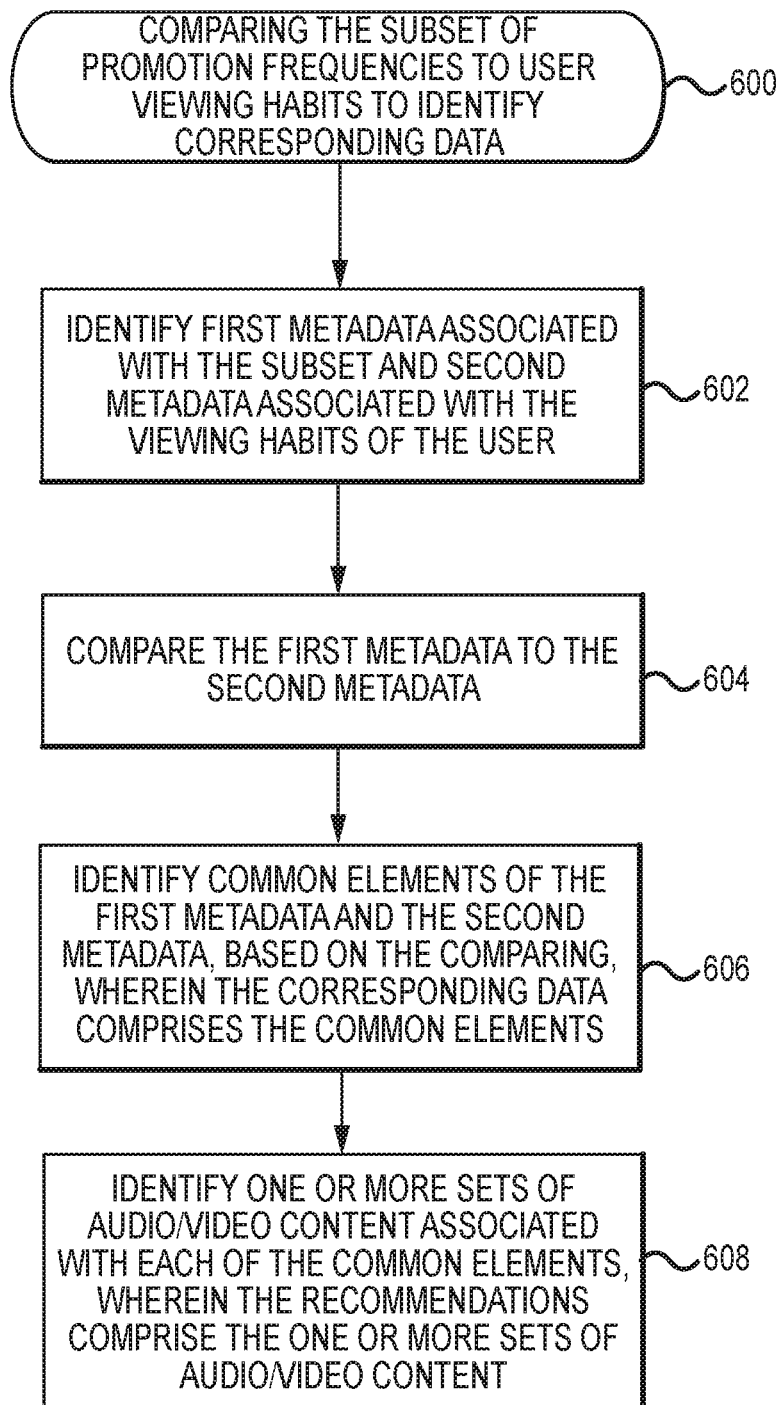 COMPARING THE SUBSET OF
PROMOTION FREQUENCIES TO USER
VIEWING HABITS TO IDENTIFY
CORRESPONDING DATA
600
IDENTIFY FIRST METADATA ASSOCIATED
WITH THE SUBSET AND SECOND
METADATA ASSOCIATED WITH THE
VIEWING HABITS OF THE USER
602
COMPARE THE FIRST METADATA TO THE
SECOND METADATA
604
IDENTIFY COMMON ELEMENTS OF THE
FIRST METADATA AND THE SECOND
METADATA, BASED ON THE COMPARING,
WHEREIN THE CORRESPONDING DATA
COMPRISES THE COMMON ELEMENTS
606
IDENTIFY ONE OR MORE SETS OF
AUDIO/VIDEO CONTENT ASSOCIATED
WITH EACH OF THE COMMON ELEMENTS,
WHEREIN THE RECOMMENDATIONS
COMPRISE THE ONE OR MORE SETS OF
AUDIO/VIDEO CONTENT
608